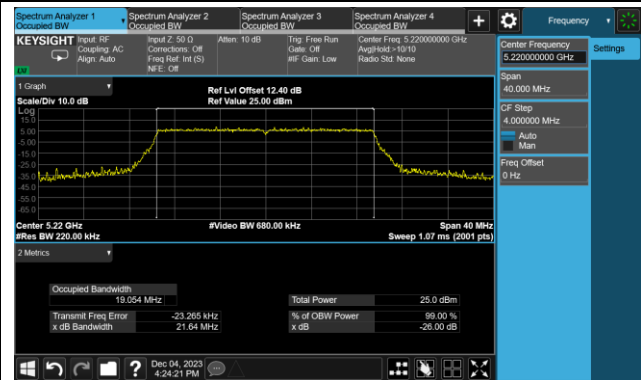 Spectrum Analyzer 1
Occupied BW
Spectrum Analyzer 2
Occupied BW
Spectrum Analyzer 3
Occupied BW
Spectrum Analyzer 4
Occupied BW
+
Frequency
KEYSIGHT
Input: RF
Coupling: AC
Align: Auto
Input Z: 50 Ω
Corrections: Off
Freq Ref: Int (S)
NFE: Off
Atten: 10 dB
Trig: Free Run
Gate: Off
#IF Gain: Low
Center Freq: 5.220000000 GHz
Avg|Hold:>10/10
Radio Std: None
Center Frequency
5.220000000 GHz
Settings
Span
40.000 MHz
CF Step
4.000000 MHz
Auto
Man
Freq Offset
0 Hz
1 Graph
Scale/Div 10.0 dB
Ref Lvl Offset 12.40 dB
Ref Value 25.00 dBm
Log
15.0
5.00
-5.00
-15.0
-25.0
-35.0
-45.0
-55.0
-65.0
Center 5.22 GHz
#Res BW 220.00 kHz
#Video BW 680.00 kHz
Span 40 MHz
Sweep 1.07 ms (2001 pts)
2 Metrics
Occupied Bandwidth
19.054 MHz
Total Power 25.0 dBm
Transmit Freq Error -23.265 kHz
% of OBW Power 99.00 %
x dB Bandwidth 21.64 MHz
x dB -26.00 dB
?
Dec 04, 2023
4:24:21 PM